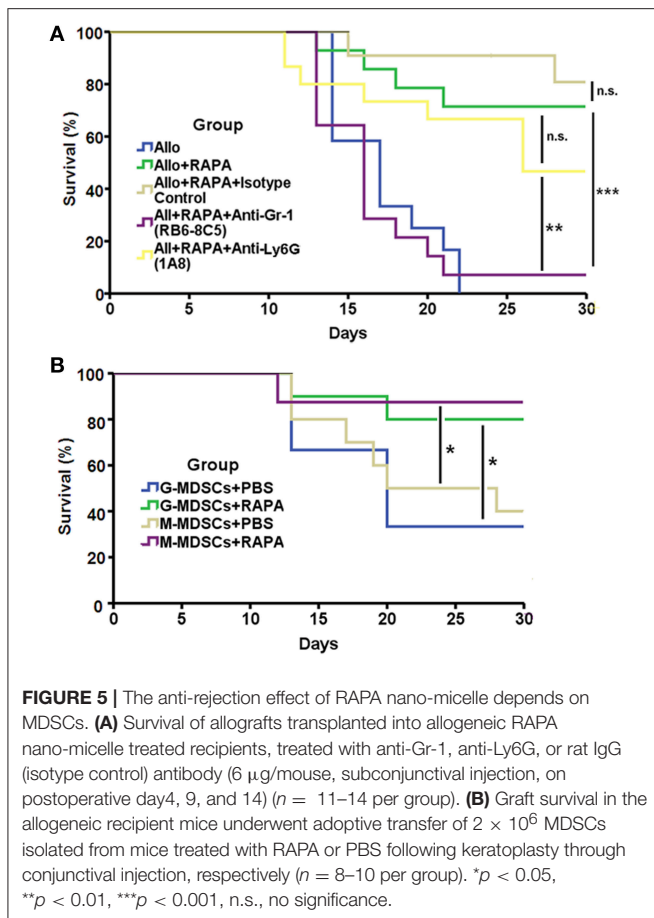 A
100
80
60
40
20
0
Survival (%)
Group
Allo
Allo+RAPA
Allo+RAPA+Isotype
Control
All+RAPA+Anti-Gr-1
(RB6-8C5)
All+RAPA+Anti-Ly6G
(1A8)
n.s.
n.s.
***
**
0 5 10 15 20 25 30
Days
B
100
80
60
40
20
0
Survival (%)
Group
G-MDSCs+PBS
G-MDSCs+RAPA
M-MDSCs+PBS
M-MDSCs+RAPA
*
*
0 5 10 15 20 25 30
Days
FIGURE 5 | The anti-rejection effect of RAPA nano-micelle depends on
MDSCs. (A) Survival of allografts transplanted into allogeneic RAPA
nano-micelle treated recipients, treated with anti-Gr-1, anti-Ly6G, or rat IgG
(isotype control) antibody (6 μg/mouse, subconjunctival injection, on
postoperative day4, 9, and 14) (n = 11–14 per group). (B) Graft survival in the
allogeneic recipient mice underwent adoptive transfer of 2 × 10⁶ MDSCs
isolated from mice treated with RAPA or PBS following keratoplasty through
conjunctival injection, respectively (n = 8–10 per group). *p < 0.05,
**p < 0.01, ***p < 0.001, n.s., no significance.